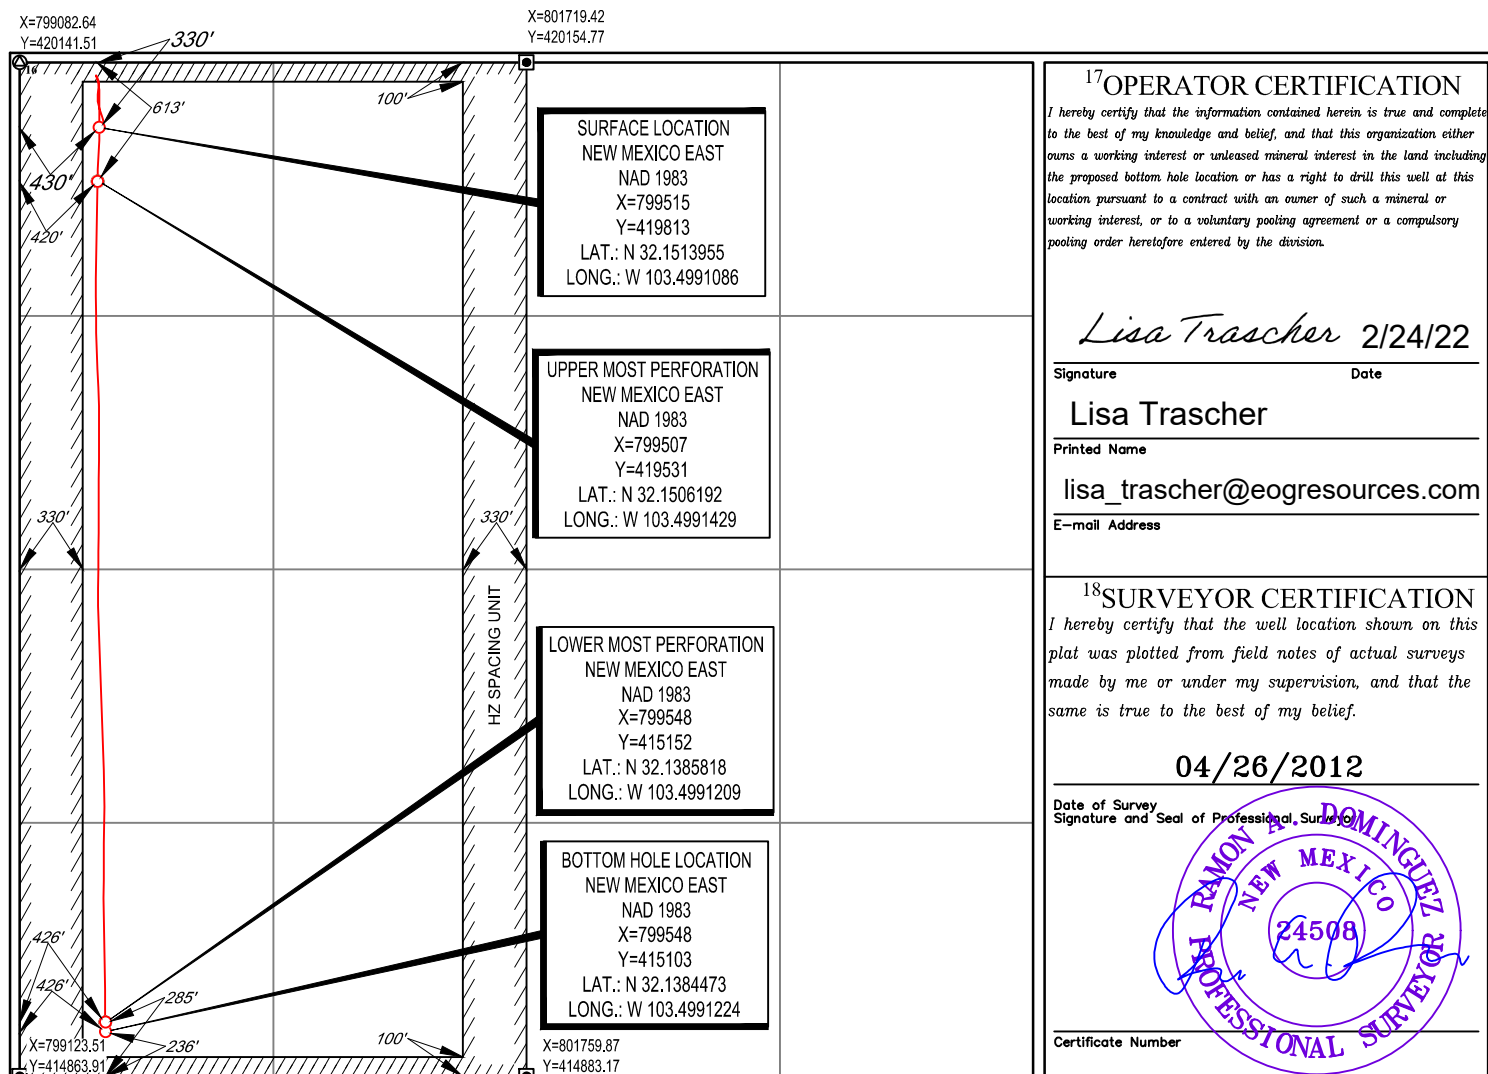 X=799082.64
Y=420141.51
X=801719.42
Y=420154.77
330'
16
613'
100'
430'
420'
SURFACE LOCATION
NEW MEXICO EAST
NAD 1983
X=799515
Y=419813
LAT.: N 32.1513955
LONG.: W 103.4991086
UPPER MOST PERFORATION
NEW MEXICO EAST
NAD 1983
X=799507
Y=419531
LAT.: N 32.1506192
LONG.: W 103.4991429
330'
330'
HZ SPACING UNIT
LOWER MOST PERFORATION
NEW MEXICO EAST
NAD 1983
X=799548
Y=415152
LAT.: N 32.1385818
LONG.: W 103.4991209
BOTTOM HOLE LOCATION
NEW MEXICO EAST
NAD 1983
X=799548
Y=415103
LAT.: N 32.1384473
LONG.: W 103.4991224
426'
426'
285'
236'
100'
X=799123.51
Y=414863.91
X=801759.87
Y=414883.17
17 OPERATOR CERTIFICATION
I hereby certify that the information contained herein is true and complete
to the best of my knowledge and belief, and that this organization either
owns a working interest or unleased mineral interest in the land including
the proposed bottom hole location or has a right to drill this well at this
location pursuant to a contract with an owner of such a mineral or
working interest, or to a voluntary pooling agreement or a compulsory
pooling order heretofore entered by the division.
Lisa Trascher 2/24/22
Signature Date
Lisa Trascher
Printed Name
lisa_trascher@eogresources.com
E-mail Address
18 SURVEYOR CERTIFICATION
I hereby certify that the well location shown on this
plat was plotted from field notes of actual surveys
made by me or under my supervision, and that the
same is true to the best of my belief.
04/26/2012
Date of Survey
Signature and Seal of Professional Surveyor
RAMON A. DOMINGUEZ
NEW MEXICO
24508
PROFESSIONAL SURVEYOR
Certificate Number